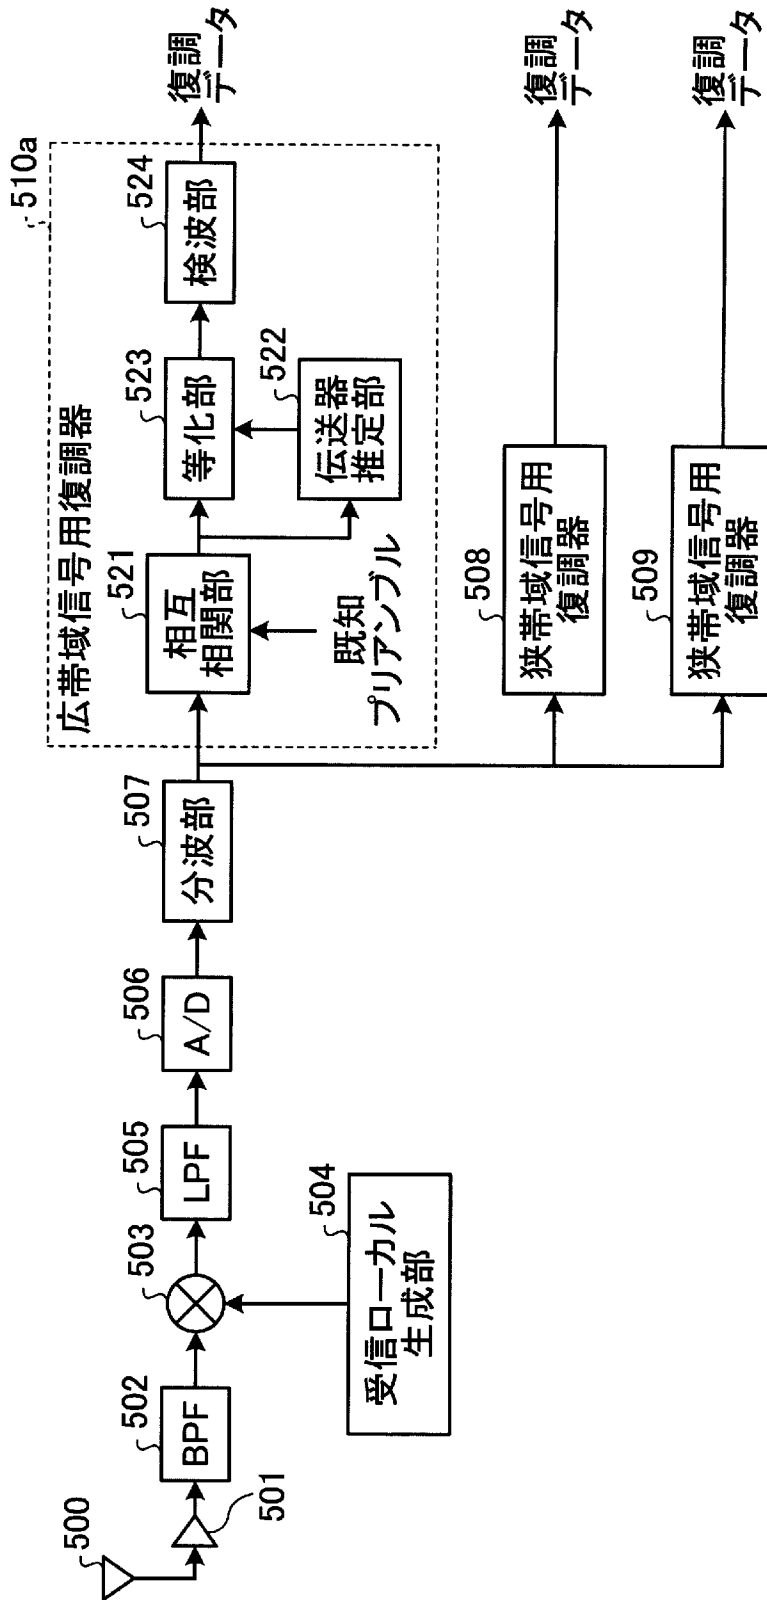 500
501
502
BPF
503
504
受信ローカル
生成部
505
LPF
506
A/D
507
分波部
510a
広帯域信号用復調器
521
相互
相関部
既知
プリアンブル
522
伝送器
推定部
523
等化部
524
検波部
復調
データ
508
狭帯域信号用
復調器
復調
データ
509
狭帯域信号用
復調器
復調
データ